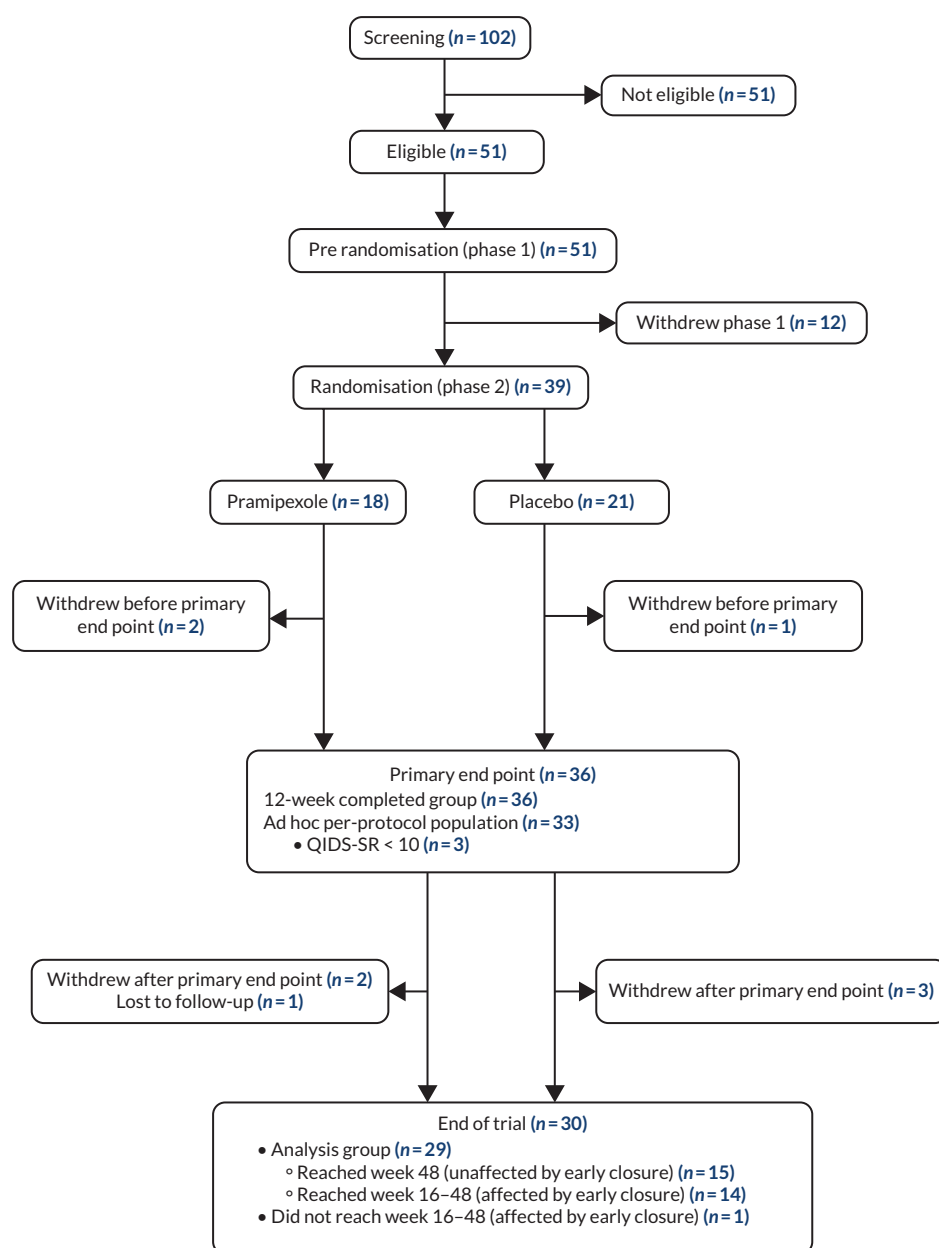 Screening (n = 102)
Not eligible (n = 51)
Eligible (n = 51)
Pre randomisation (phase 1) (n = 51)
Withdrew phase 1 (n = 12)
Randomisation (phase 2) (n = 39)
Pramipexole (n = 18)
Placebo (n = 21)
Withdrew before primary
end point (n = 2)
Withdrew before primary
end point (n = 1)
Primary end point (n = 36)
12-week completed group (n = 36)
Ad hoc per-protocol population (n = 33)
• QIDS-SR < 10 (n = 3)
Withdrew after primary end point (n = 2)
Lost to follow-up (n = 1)
Withdrew after primary end point (n = 3)
End of trial (n = 30)
• Analysis group (n = 29)
◦ Reached week 48 (unaffected by early closure) (n = 15)
◦ Reached week 16–48 (affected by early closure) (n = 14)
• Did not reach week 16–48 (affected by early closure) (n = 1)